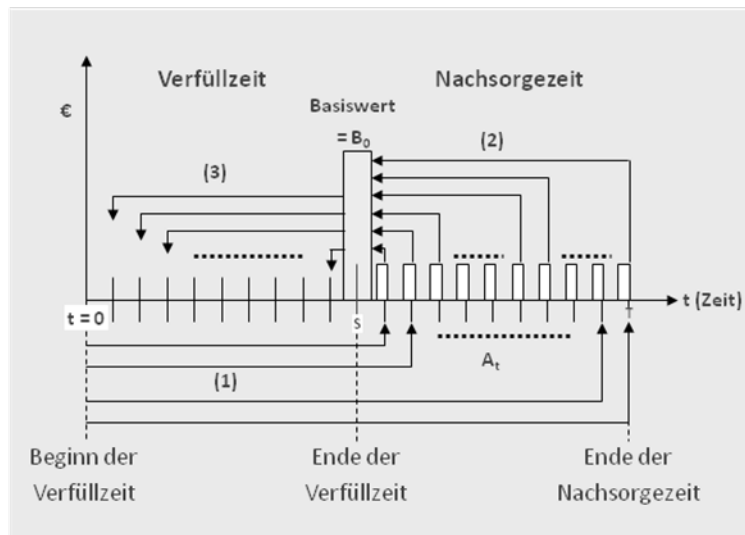 Verfüllzeit
Nachsorgezeit
Basiswert
€
= B₀
(2)
(3)
t (Zeit)
t = 0
S
T
Aₜ
(1)
Beginn der
Verfüllzeit
Ende der
Verfüllzeit
Ende der
Nachsorgezeit